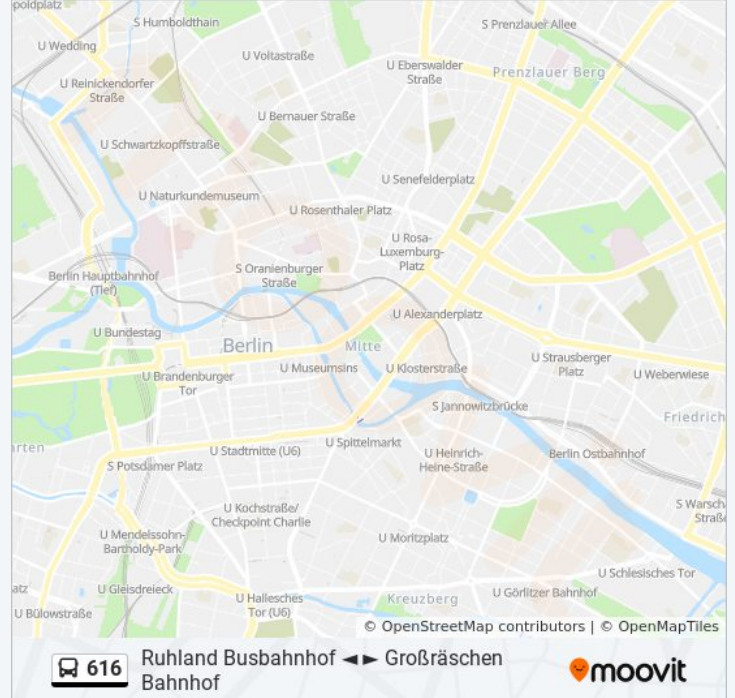 poldplatz
S Humboldthain
S Prenzlauer Allee
U Wedding
U Voltastraße
U Eberswalder
Straße
Prenzlauer Berg
U Reinickendorfer
Straße
U Bernauer Straße
U Schwartzkopffstraße
U Senefelderplatz
U Naturkundemuseum
U Rosenthaler Platz
U Rosa-
Luxemburg-
Platz
S Oranienburger
Straße
Berlin Hauptbahnhof
(Tief)
U Alexanderplatz
U Bundestag
Berlin
Mitte
U Strausberger
Platz
U Museumsins
U Klosterstraße
U Weberwiese
U Brandenburger
Tor
S Jannowitzbrücke
Friedrich
arten
U Spittelmarkt
U Stadtmitte (U6)
U Heinrich-
Heine-Straße
Berlin Ostbahnhof
S Potsdamer Platz
S Warsch
Straße
U Kochstraße/
Checkpoint Charlie
U Mendelssohn-
Bartholdy-Park
U Moritzplatz
U Schlesisches Tor
atz
U Gleisdreieck
U Görlitzer Bahnhof
U Hallesches
Tor (U6)
Kreuzberg
U Bülowstraße
© OpenStreetMap contributors | © OpenMapTiles
616
Ruhland Busbahnhof ◄► Großräschen
Bahnhof
moovit